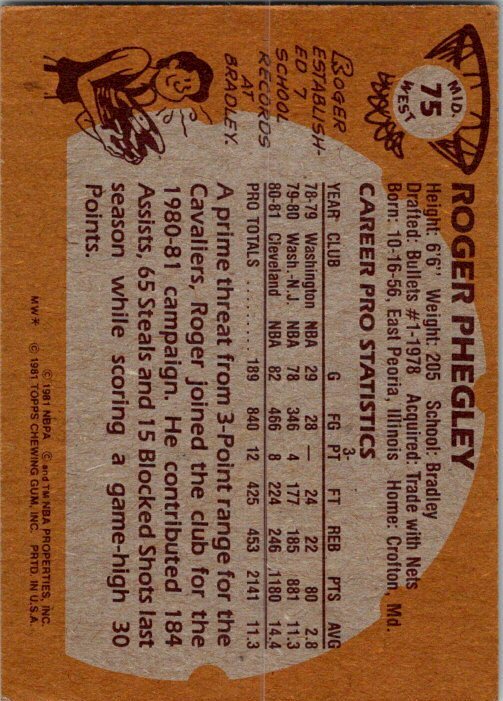 MID.
75
WEST
ROGER PHEGLEY
Height: 6'6" Weight: 205 School: Bradley
Drafted: Bullets #1-1978 Acquired: Trade with Nets
Born: 10-16-56, East Peoria, Illinois Home: Crofton, Md.
CAREER PRO STATISTICS
3-
YEAR CLUB G FG PT FT REB PTS AVG
78-79 Washington NBA 29 28 — 24 22 80 2.8
79-80 Wash.-N.J. NBA 78 346 4 177 185 881 11.3
80-81 Cleveland NBA 82 466 8 224 246 1180 14.4
PRO TOTALS 189 840 12 425 453 2141 11.3
ROGER
ESTABLISH-
ED 7
SCHOOL
RECORDS
AT
BRADLEY.
A prime threat from 3-Point range for the
Cavaliers, Roger joined the club for the
1980-81 campaign. He contributed 184
Assists, 65 Steals and 15 Blocked Shots last
season while scoring a game-high 30
Points.
© 1981 NBPA © and TM NBA PROPERTIES, INC.
MW* © 1981 TOPPS CHEWING GUM, INC. PRTD. IN U.S.A.